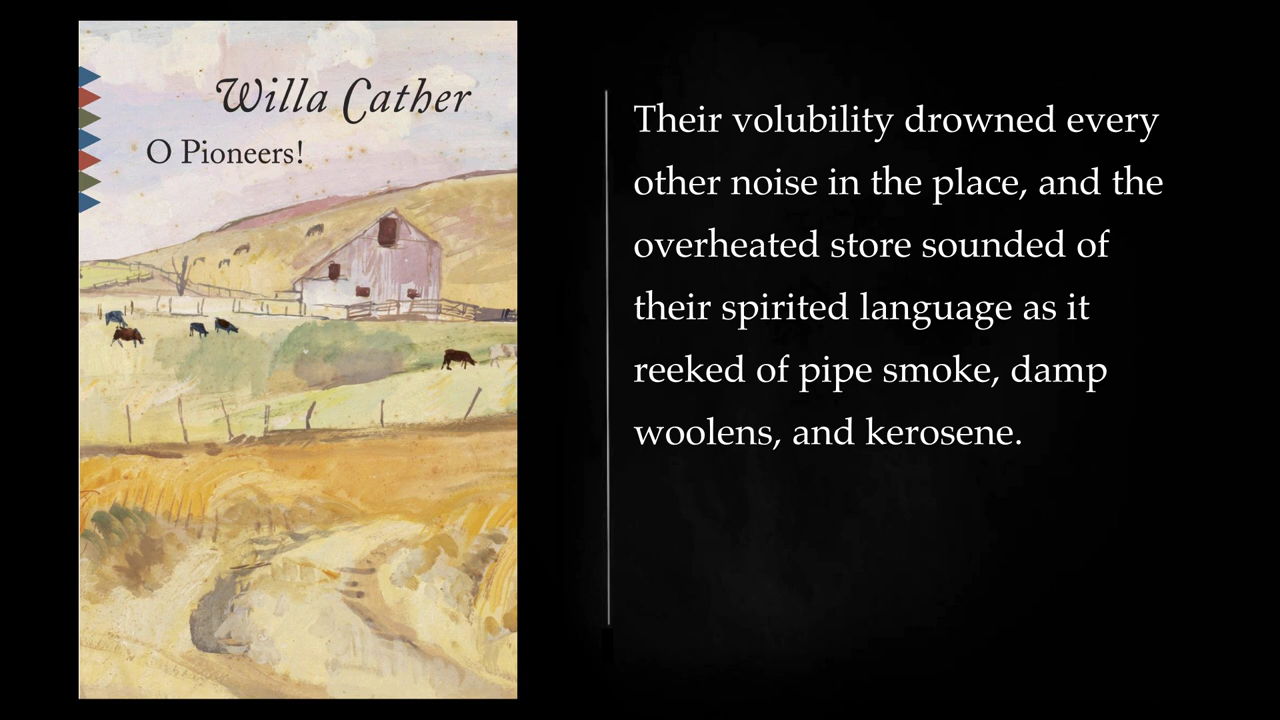 Willa Cather
O Pioneers!
Their volubility drowned every
other noise in the place, and the
overheated store sounded of
their spirited language as it
reeked of pipe smoke, damp
woolens, and kerosene.